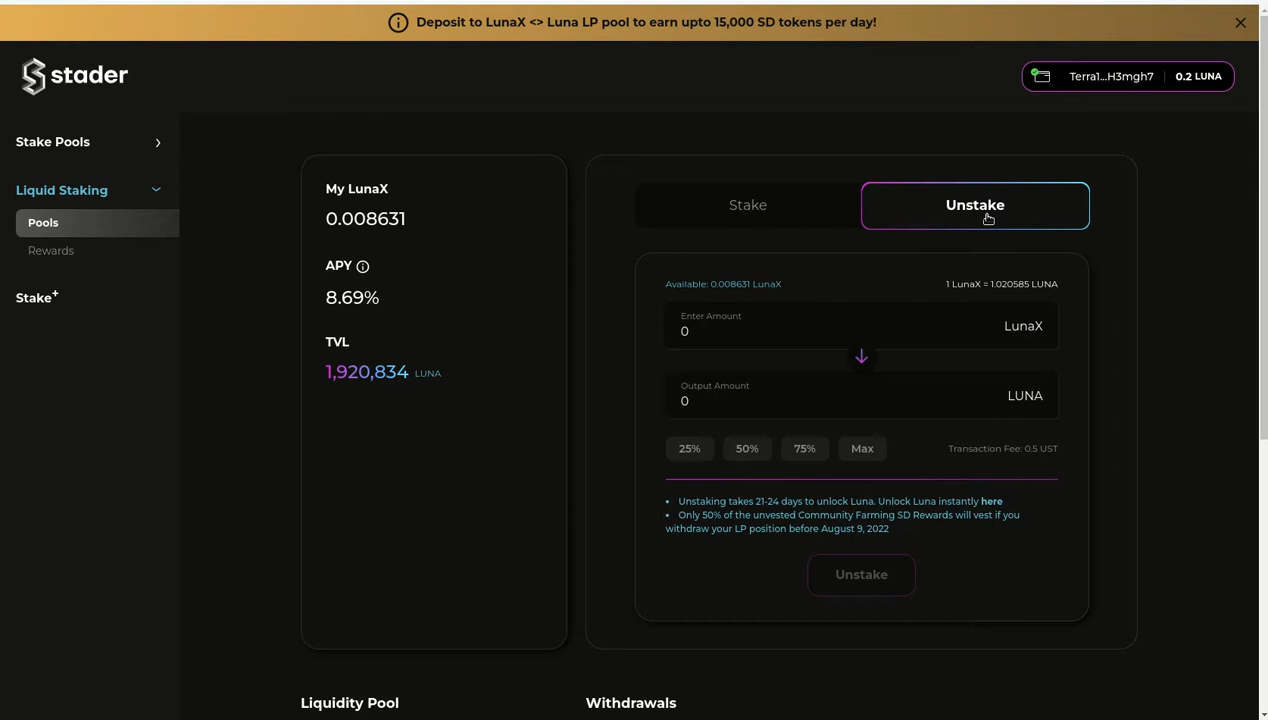 Deposit to LunaX <> Luna LP pool to earn upto 15,000 SD tokens per day!
stader
Terra1...H3mgh7
0.2 LUNA
Stake Pools
Liquid Staking
Pools
Rewards
Stake+
My LunaX
0.008631
APY
8.69%
TVL
1,920,834 LUNA
Stake
Unstake
Available: 0.008631 LunaX
1 LunaX = 1.020585 LUNA
Enter Amount
0
LunaX
Output Amount
0
LUNA
25%
50%
75%
Max
Transaction Fee: 0.5 UST
• Unstaking takes 21-24 days to unlock Luna. Unlock Luna instantly here
• Only 50% of the unvested Community Farming SD Rewards will vest if you
withdraw your LP position before August 9, 2022
Unstake
Liquidity Pool
Withdrawals